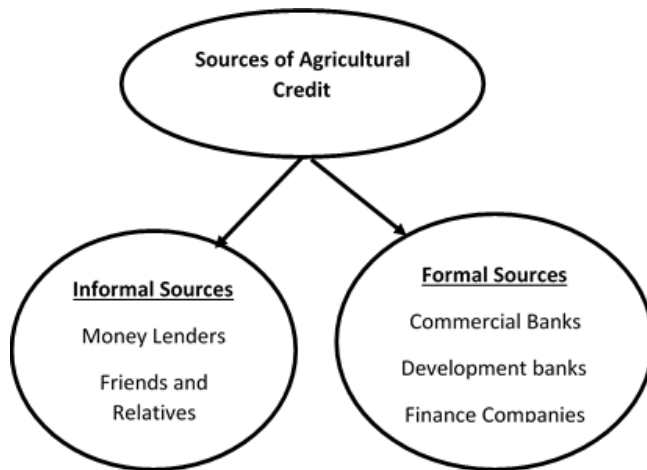 Sources of Agricultural
Credit
Informal Sources
Money Lenders
Friends and
Relatives
Formal Sources
Commercial Banks
Development banks
Finance Companies